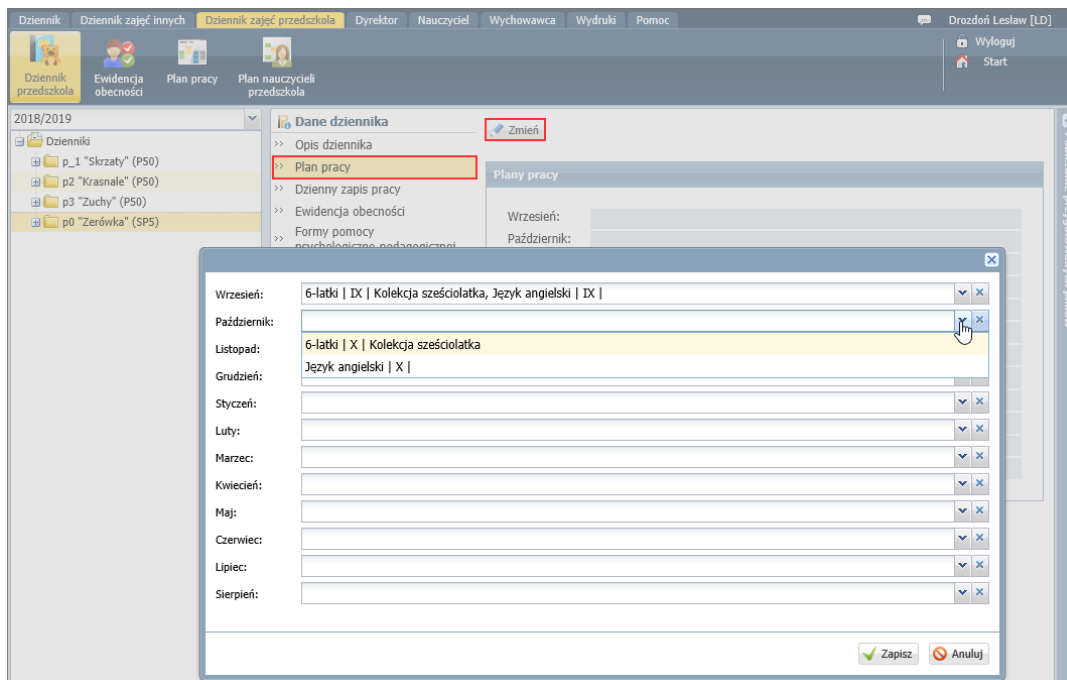 Dziennik Dziennik zajęć innych Dziennik zajęć przedszkola Dyrektor Nauczyciel Wychowawca Wydruki Pomoc Drozdoń Lesław [LD]
Dziennik przedszkola
Ewidencja obecności
Plan pracy
Plan nauczycieli przedszkola
Wyloguj
Start
2018/2019
Dzienniki
p_1 "Skrzaty" (P50)
p2 "Krasnale" (P50)
p3 "Zuchy" (P50)
p0 "Zerówka" (SP5)
Dane dziennika
>> Opis dziennika
>> Plan pracy
>> Dzienny zapis pracy
>> Ewidencja obecności
>> Formy pomocy
psychologiczno-pedagogicznej
Zmień
Plany pracy
Wrzesień:
Październik:
Wrzesień: 6-latki | IX | Kolekcja sześciolatka, Język angielski | IX |
Październik:
6-latki | X | Kolekcja sześciolatka
Język angielski | X |
Listopad:
Grudzień:
Styczeń:
Luty:
Marzec:
Kwiecień:
Maj:
Czerwiec:
Lipiec:
Sierpień:
Zapisz Anuluj